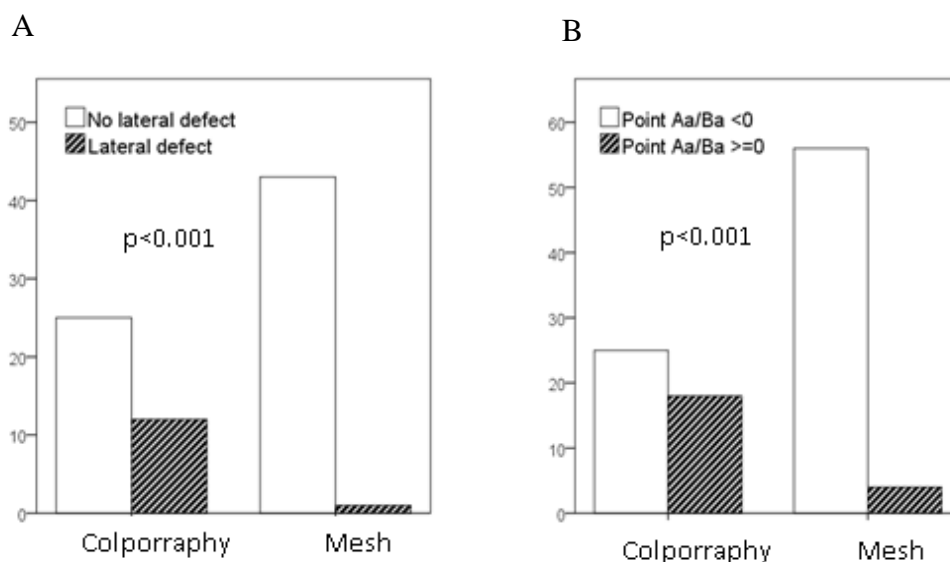 A
50
40
30
20
10
0
No lateral defect
Lateral defect
p<0.001
Colporraphy Mesh
B
60
50
40
30
20
10
0
Point Aa/Ba <0
Point Aa/Ba >=0
p<0.001
Colporraphy Mesh